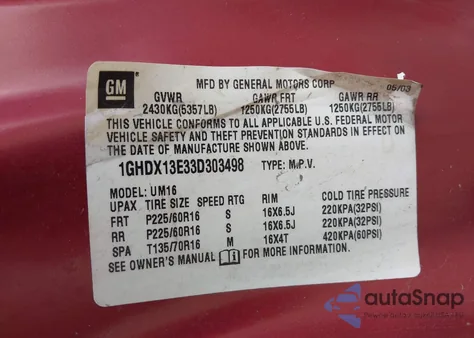 GM
MFD BY GENERAL MOTORS CORP 05/03
GVWR GAWR FRT GAWR RR
2430KG(5357LB) 1250KG(2755LB) 1250KG(2755LB)
THIS VEHICLE CONFORMS TO ALL APPLICABLE U.S. FEDERAL MOTOR
VEHICLE SAFETY AND THEFT PREVENTION STANDARDS IN EFFECT ON
THE DATE OF MANUFACTURE SHOWN ABOVE.
1GHDX13E33D303498 TYPE: M.P.V.
MODEL: UM16
UPAX TIRE SIZE SPEED RTG RIM COLD TIRE PRESSURE
FRT P225/60R16 S 16X6.5J 220KPA(32PSI)
RR P225/60R16 S 16X6.5J 220KPA(32PSI)
SPA T135/70R16 M 16X4T 420KPA(60PSI)
SEE OWNER'S MANUAL FOR MORE INFORMATION.
autoSnap